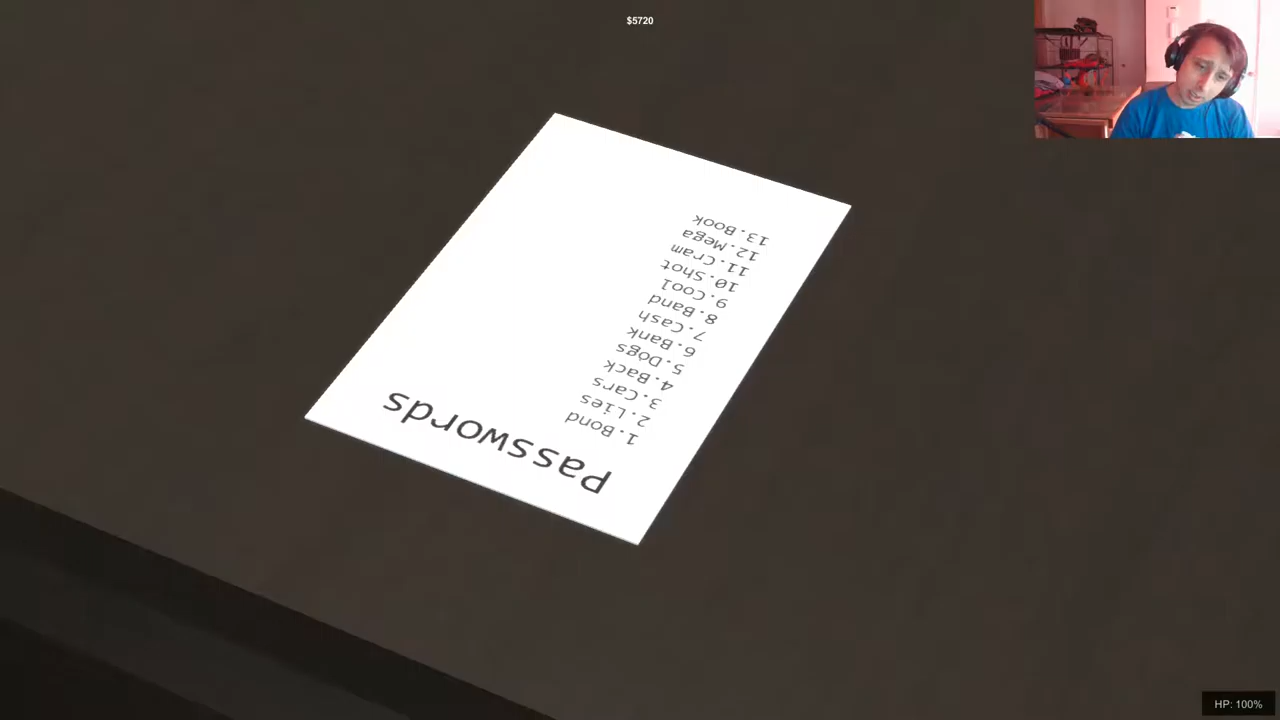 $5720
Passwords
1.Bond
2.Lies
3.Cars
4.Back
5.Dogs
6.Bank
7.Cash
8.Band
9.Cool
10.Shot
11.Cram
12.Mega
13.Book
HP: 100%